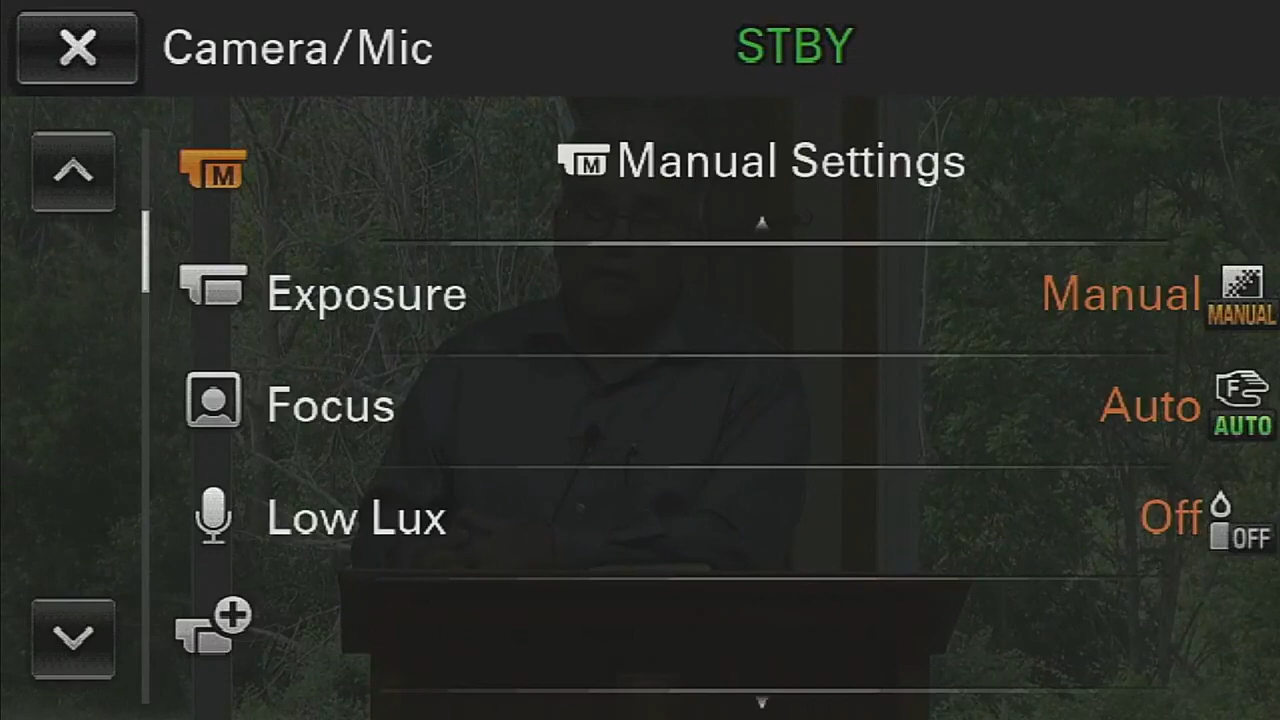 Camera/Mic
STBY
M
M Manual Settings
Exposure
Manual
MANUAL
Focus
Auto
F
AUTO
Low Lux
Off
OFF